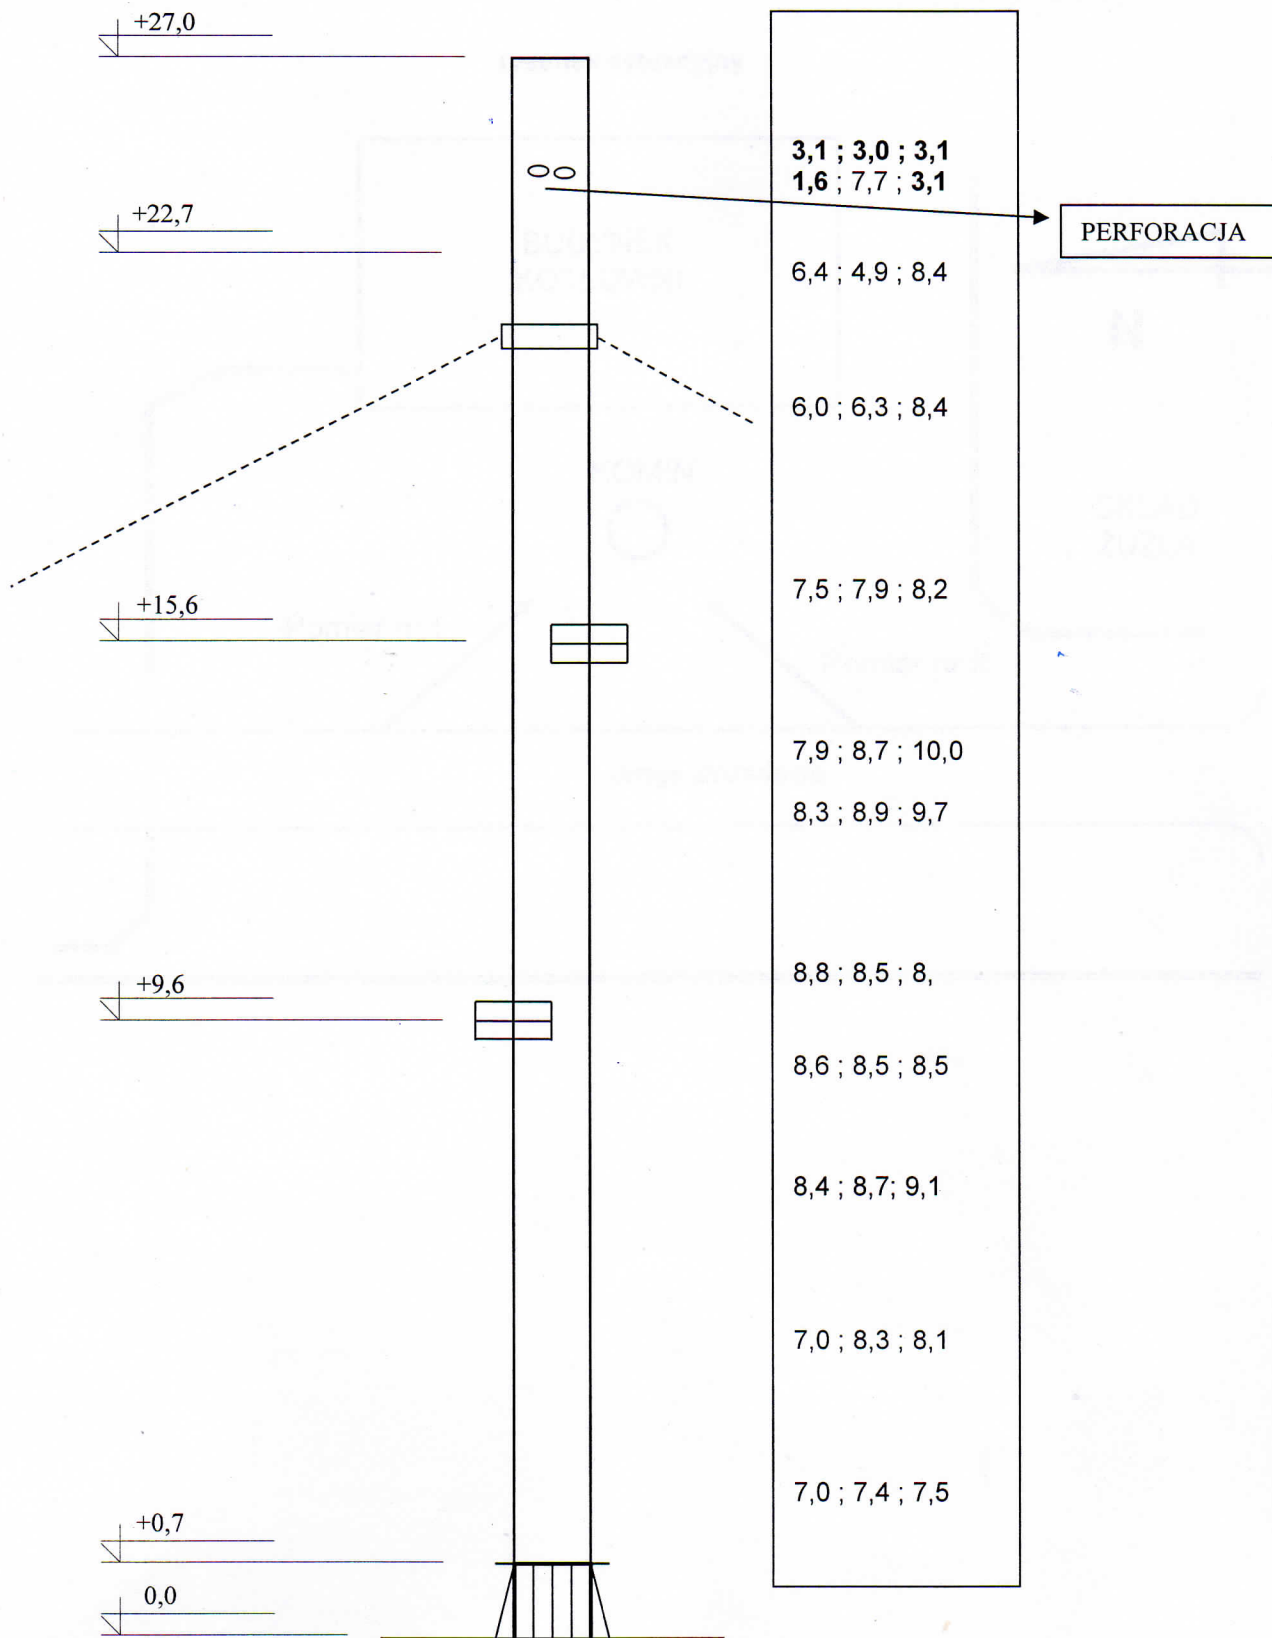 +27,0
3,1 ; 3,0 ; 3,1
1,6 ; 7,7 ; 3,1
+22,7
PERFORACJA
6,4 ; 4,9 ; 8,4
6,0 ; 6,3 ; 8,4
7,5 ; 7,9 ; 8,2
+15,6
7,9 ; 8,7 ; 10,0
8,3 ; 8,9 ; 9,7
8,8 ; 8,5 ; 8,
+9,6
8,6 ; 8,5 ; 8,5
8,4 ; 8,7; 9,1
7,0 ; 8,3 ; 8,1
7,0 ; 7,4 ; 7,5
+0,7
0,0